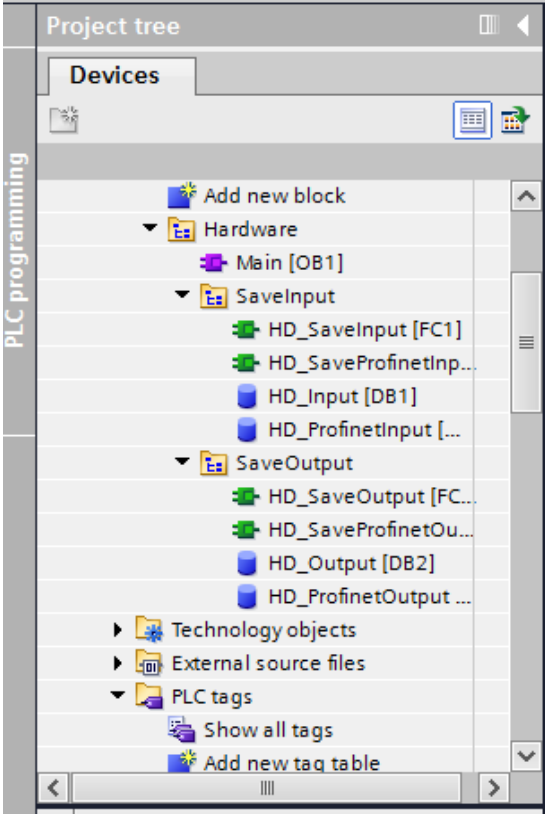 Project tree
Devices
PLC programming
Add new block
Hardware
Main [OB1]
SaveInput
HD_SaveInput [FC1]
HD_SaveProfinetInp...
HD_Input [DB1]
HD_ProfinetInput [...
SaveOutput
HD_SaveOutput [FC...
HD_SaveProfinetOu...
HD_Output [DB2]
HD_ProfinetOutput ...
Technology objects
External source files
PLC tags
Show all tags
Add new tag table